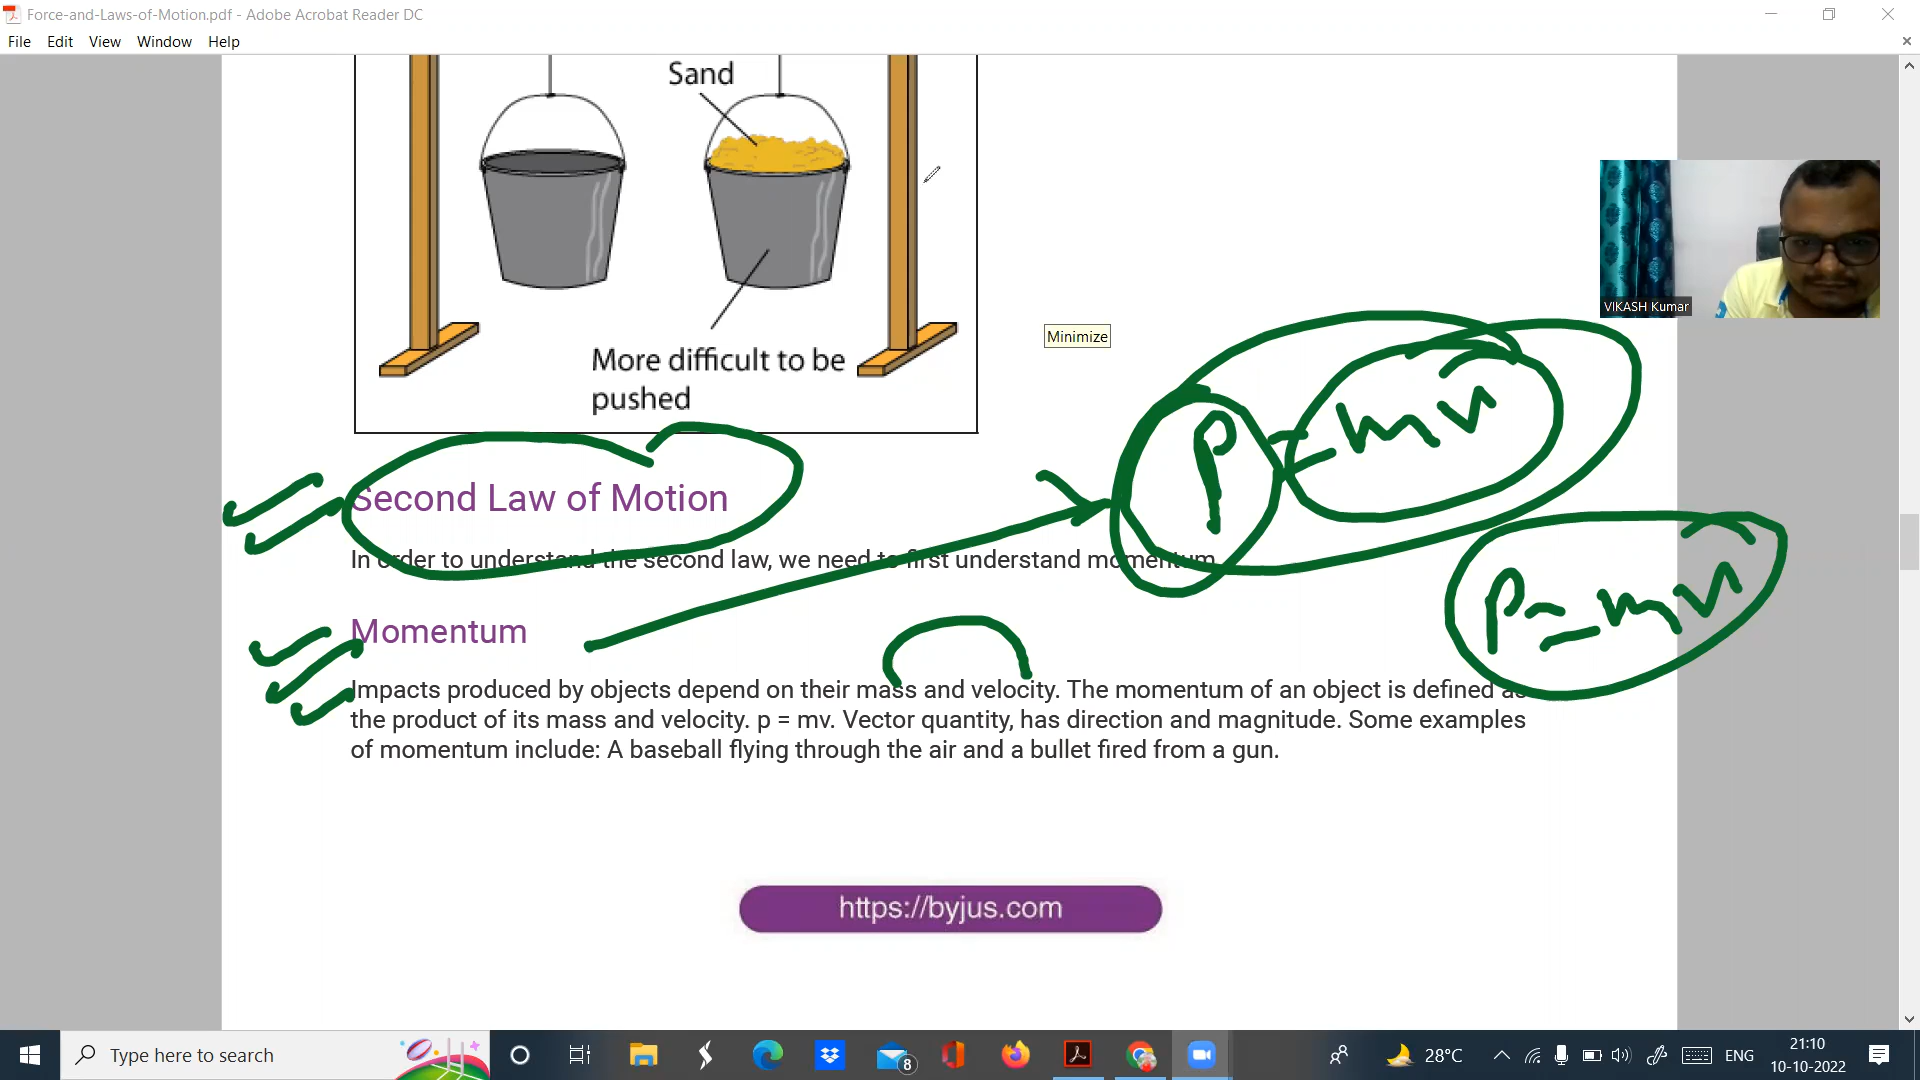 Force-and-Laws-of-Motion.pdf - Adobe Acrobat Reader DC
File Edit View Window Help
Sand
More difficult to be
pushed
Minimize
VIKASH Kumar
P = mv
Second Law of Motion
In order to understand the second law, we need to first understand momentum.
P = mv
Momentum
Impacts produced by objects depend on their mass and velocity. The momentum of an object is defined as
the product of its mass and velocity. p = mv. Vector quantity, has direction and magnitude. Some examples
of momentum include: A baseball flying through the air and a bullet fired from a gun.
https://byjus.com
Type here to search
8
28°C
ENG
21:10
10-10-2022